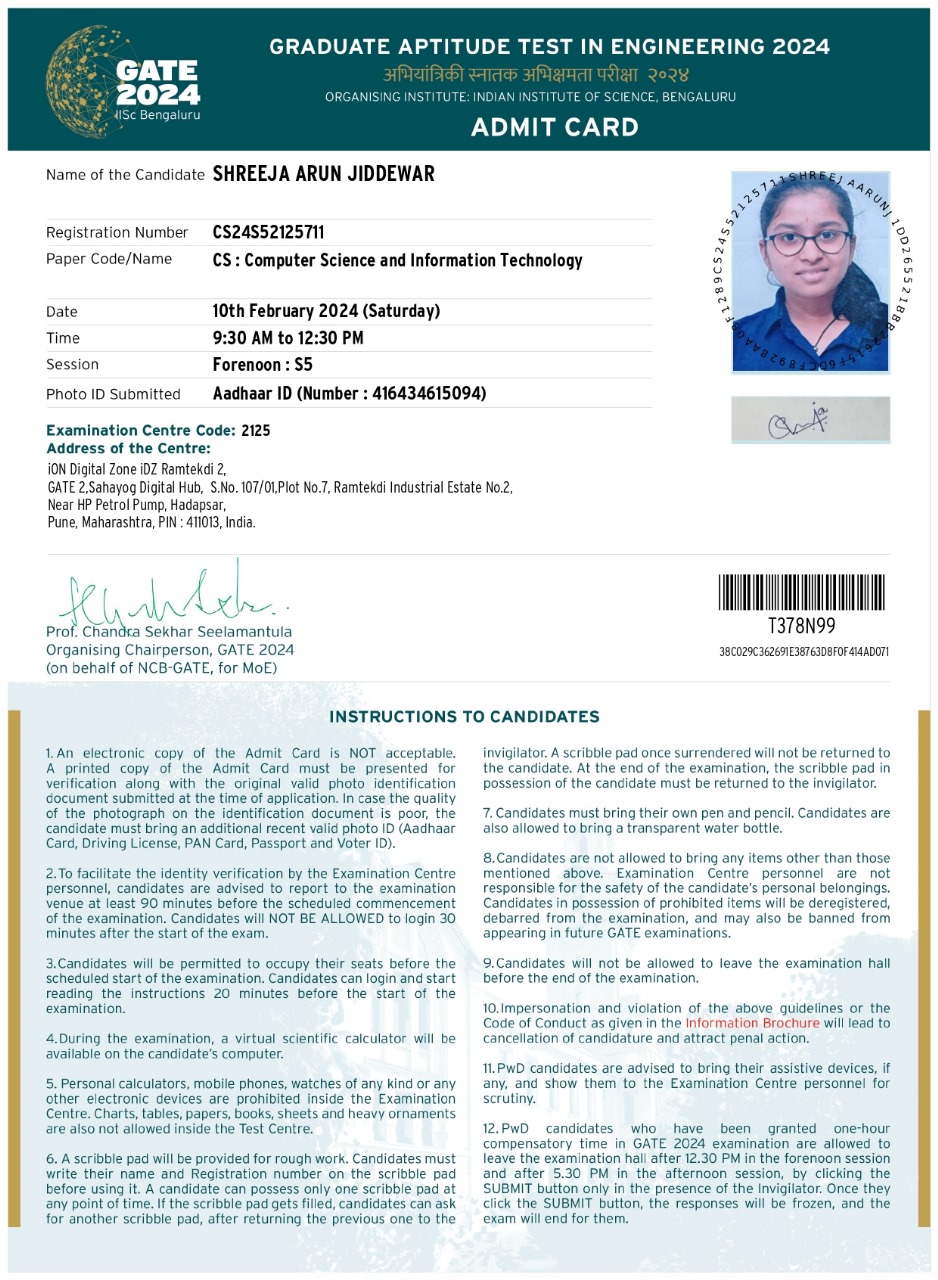 GATE
2024
IISc Bengaluru
GRADUATE APTITUDE TEST IN ENGINEERING 2024
अभियांत्रिकी स्नातक अभिक्षमता परीक्षा २०२४
ORGANISING INSTITUTE: INDIAN INSTITUTE OF SCIENCE, BENGALURU
ADMIT CARD
Name of the Candidate SHREEJA ARUN JIDDEWAR
Registration Number CS24S52125711
Paper Code/Name CS : Computer Science and Information Technology
Date 10th February 2024 (Saturday)
Time 9:30 AM to 12:30 PM
Session Forenoon : S5
Photo ID Submitted Aadhaar ID (Number : 416434615094)
Examination Centre Code: 2125
Address of the Centre:
iON Digital Zone iDZ Ramtekdi 2,
GATE 2,Sahayog Digital Hub, S.No. 107/01,Plot No.7, Ramtekdi Industrial Estate No.2,
Near HP Petrol Pump, Hadapsar,
Pune, Maharashtra, PIN : 411013, India.
Prof. Chandra Sekhar Seelamantula
Organising Chairperson, GATE 2024
(on behalf of NCB-GATE, for MoE)
T378N99
38C029C362691E38763D8F0F414AD071
INSTRUCTIONS TO CANDIDATES
1. An electronic copy of the Admit Card is NOT acceptable.
A printed copy of the Admit Card must be presented for
verification along with the original valid photo identification
document submitted at the time of application. In case the quality
of the photograph on the identification document is poor, the
candidate must bring an additional recent valid photo ID (Aadhaar
Card, Driving License, PAN Card, Passport and Voter ID).
2.To facilitate the identity verification by the Examination Centre
personnel, candidates are advised to report to the examination
venue at least 90 minutes before the scheduled commencement
of the examination. Candidates will NOT BE ALLOWED to login 30
minutes after the start of the exam.
3.Candidates will be permitted to occupy their seats before the
scheduled start of the examination. Candidates can login and start
reading the instructions 20 minutes before the start of the
examination.
4.During the examination, a virtual scientific calculator will be
available on the candidate's computer.
5. Personal calculators, mobile phones, watches of any kind or any
other electronic devices are prohibited inside the Examination
Centre. Charts, tables, papers, books, sheets and heavy ornaments
are also not allowed inside the Test Centre.
6. A scribble pad will be provided for rough work. Candidates must
write their name and Registration number on the scribble pad
before using it. A candidate can possess only one scribble pad at
any point of time. If the scribble pad gets filled, candidates can ask
for another scribble pad, after returning the previous one to the
invigilator. A scribble pad once surrendered will not be returned to
the candidate. At the end of the examination, the scribble pad in
possession of the candidate must be returned to the invigilator.
7. Candidates must bring their own pen and pencil. Candidates are
also allowed to bring a transparent water bottle.
8.Candidates are not allowed to bring any items other than those
mentioned above. Examination Centre personnel are not
responsible for the safety of the candidate's personal belongings.
Candidates in possession of prohibited items will be deregistered,
debarred from the examination, and may also be banned from
appearing in future GATE examinations.
9.Candidates will not be allowed to leave the examination hall
before the end of the examination.
10.Impersonation and violation of the above guidelines or the
Code of Conduct as given in the Information Brochure will lead to
cancellation of candidature and attract penal action.
11.PwD candidates are advised to bring their assistive devices, if
any, and show them to the Examination Centre personnel for
scrutiny.
12.PwD candidates who have been granted one-hour
compensatory time in GATE 2024 examination are allowed to
leave the examination hall after 12.30 PM in the forenoon session
and after 5.30 PM in the afternoon session, by clicking the
SUBMIT button only in the presence of the Invigilator. Once they
click the SUBMIT button, the responses will be frozen, and the
exam will end for them.